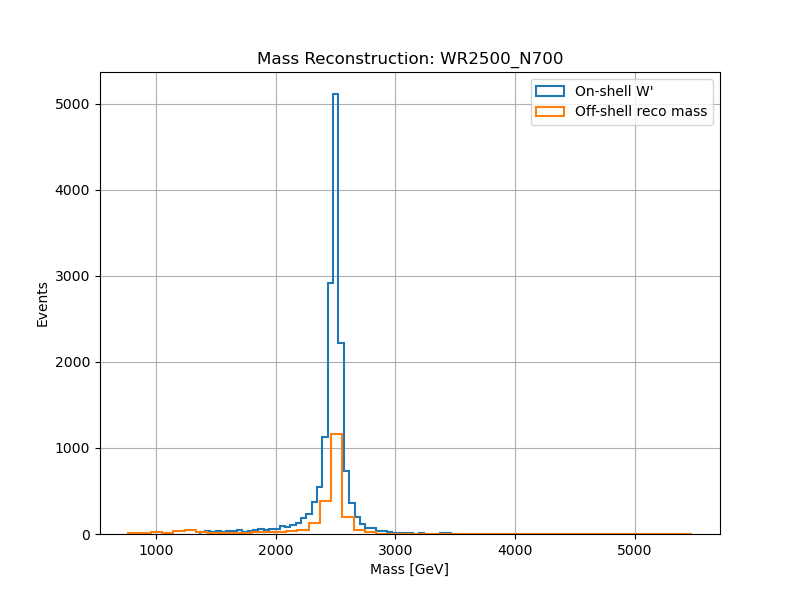 Mass Reconstruction: WR2500_N700
On-shell W'
Off-shell reco mass
5000
4000
3000
2000
1000
0
Events
1000 2000 3000 4000 5000
Mass [GeV]